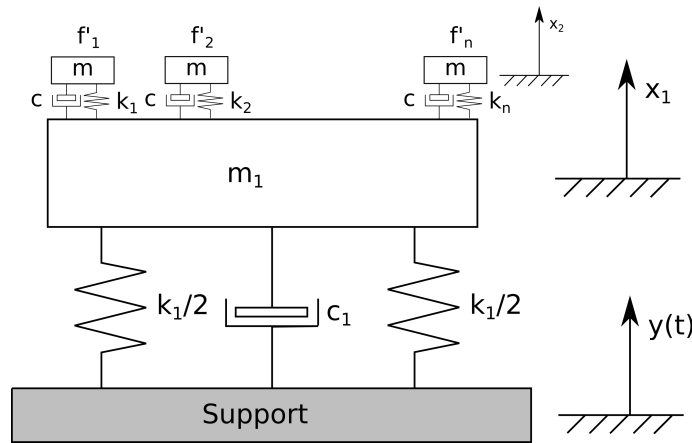 f'₁ f'₂ f'ₙ x₂
m m m
c k₁ c k₂ c kₙ x₁
m₁
k₁/2 c₁ k₁/2 y(t)
Support